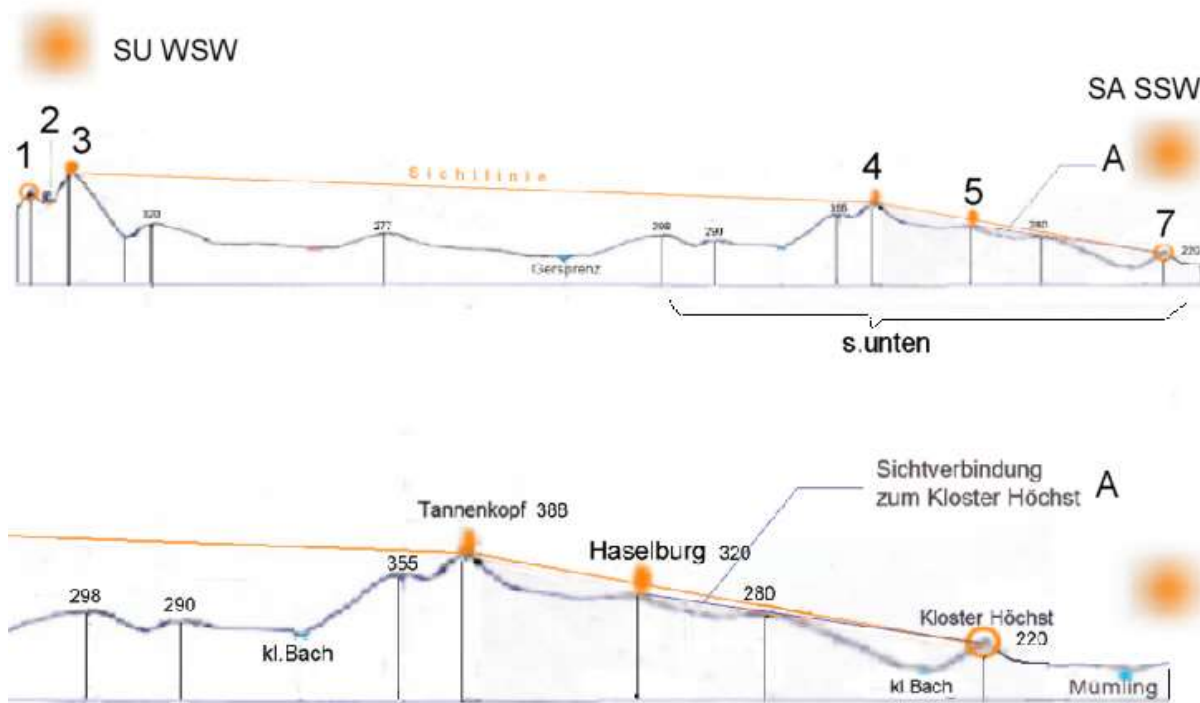 SU WSW
SA SSW
2
1
3
Sichtlinie
4
A
5
7
320
277
298
290
355
280
220
Gersprenz
s.unten
Sichtverbindung
zum Kloster Höchst A
Tannenkopf 388
Haselburg 320
355
298
290
280
Kloster Höchst
220
kl.Bach
kl.Bach
Mümling